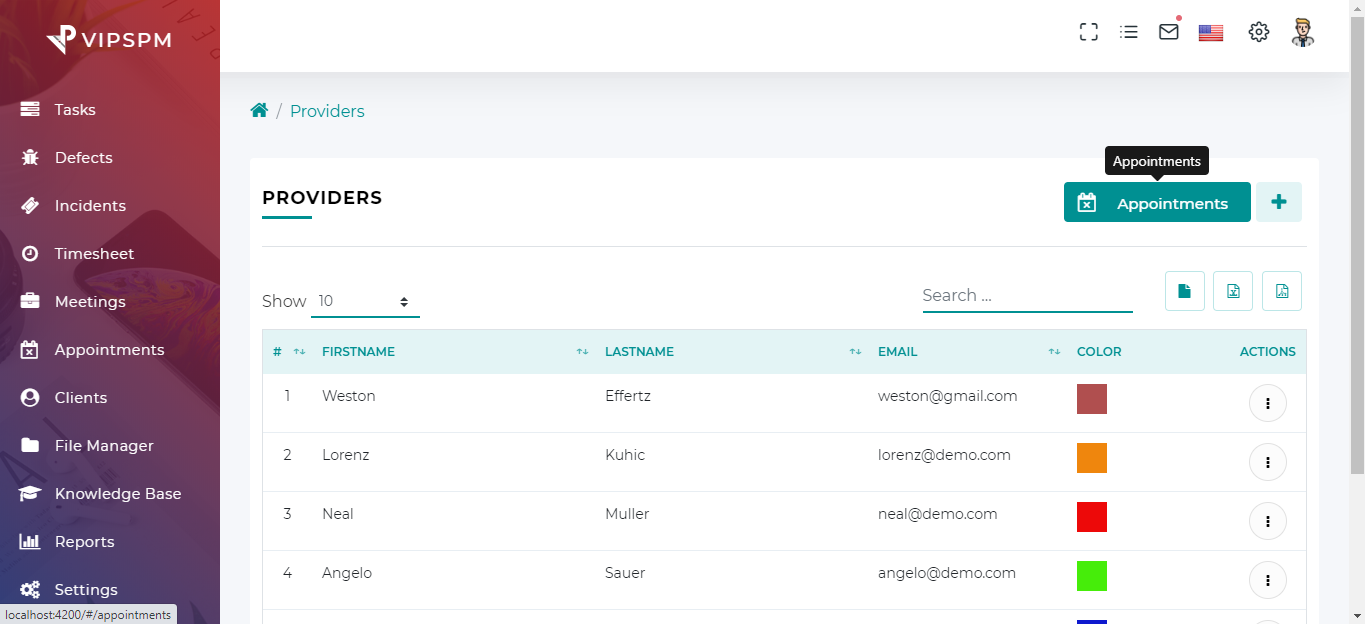 VIPSPM
Tasks
Defects
Incidents
Timesheet
Meetings
Appointments
Clients
File Manager
Knowledge Base
Reports
Settings
localhost:4200/#/appointments
/ Providers
Appointments
PROVIDERS
Appointments
Show 10
Search ...
# FIRSTNAME LASTNAME EMAIL COLOR ACTIONS
1 Weston Effertz weston@gmail.com
2 Lorenz Kuhic lorenz@demo.com
3 Neal Muller neal@demo.com
4 Angelo Sauer angelo@demo.com